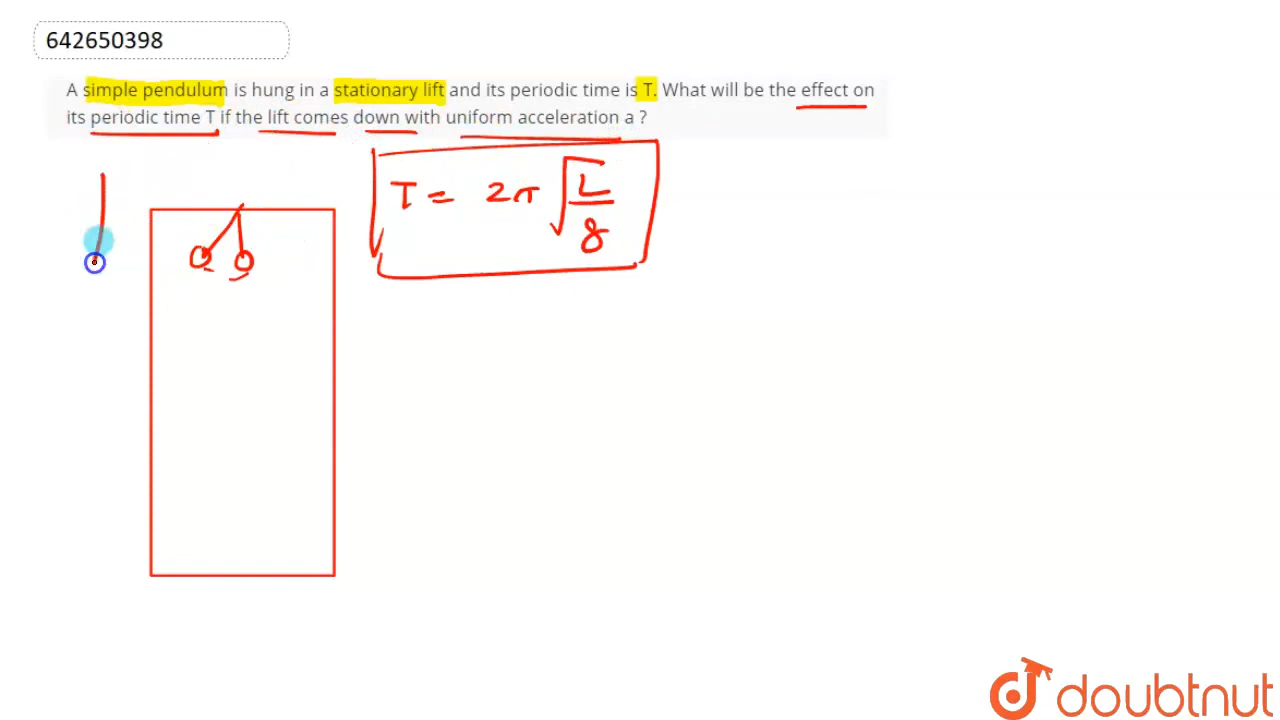 642650398
A simple pendulum is hung in a stationary lift and its periodic time is T. What will be the effect on
its periodic time T if the lift comes down with uniform acceleration a ?
T = 2π √L/g
doubtnut